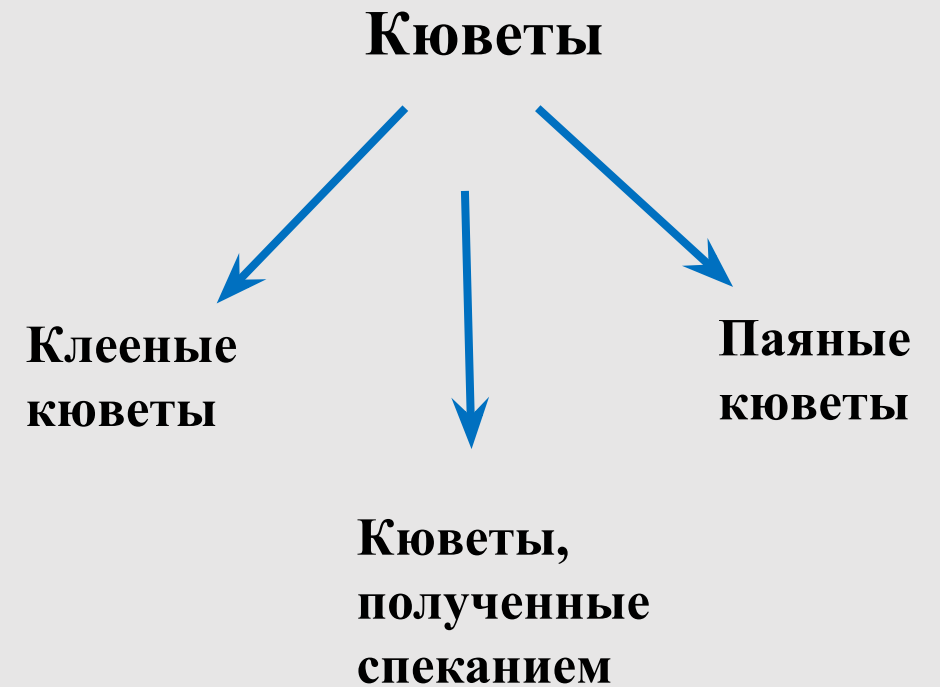 Кюветы
Клееные
кюветы
Паяные
кюветы
Кюветы,
полученные
спеканием